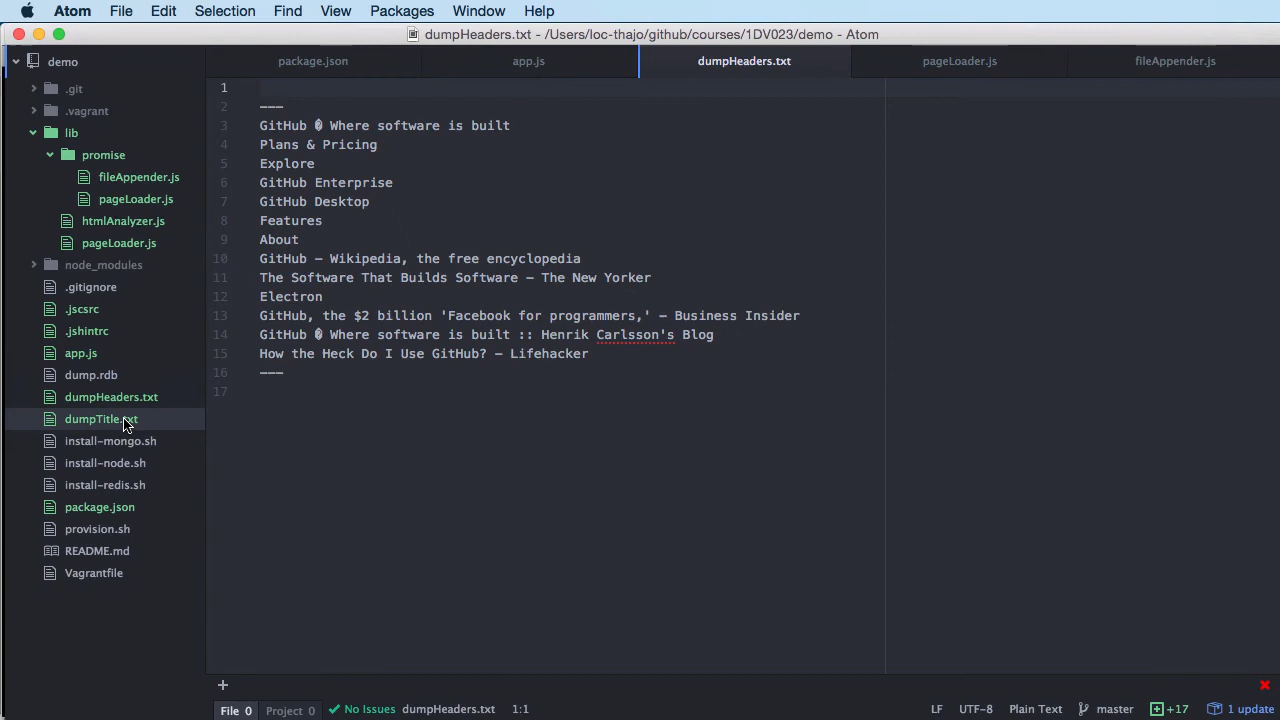 Atom File Edit Selection Find View Packages Window Help
dumpHeaders.txt - /Users/loc-thajo/github/courses/1DV023/demo - Atom
demo
.git
.vagrant
lib
promise
fileAppender.js
pageLoader.js
htmlAnalyzer.js
pageLoader.js
node_modules
.gitignore
.jscsrc
.jshintrc
app.js
dump.rdb
dumpHeaders.txt
dumpTitle.txt
install-mongo.sh
install-node.sh
install-redis.sh
package.json
provision.sh
README.md
Vagrantfile
package.json app.js dumpHeaders.txt pageLoader.js fileAppender.js
1
2 ---
3 GitHub � Where software is built
4 Plans & Pricing
5 Explore
6 GitHub Enterprise
7 GitHub Desktop
8 Features
9 About
10 GitHub - Wikipedia, the free encyclopedia
11 The Software That Builds Software - The New Yorker
12 Electron
13 GitHub, the $2 billion 'Facebook for programmers,' - Business Insider
14 GitHub � Where software is built :: Henrik Carlsson's Blog
15 How the Heck Do I Use GitHub? - Lifehacker
16 ---
17
+
File 0 Project 0 No Issues dumpHeaders.txt 1:1 LF UTF-8 Plain Text master +17 1 update